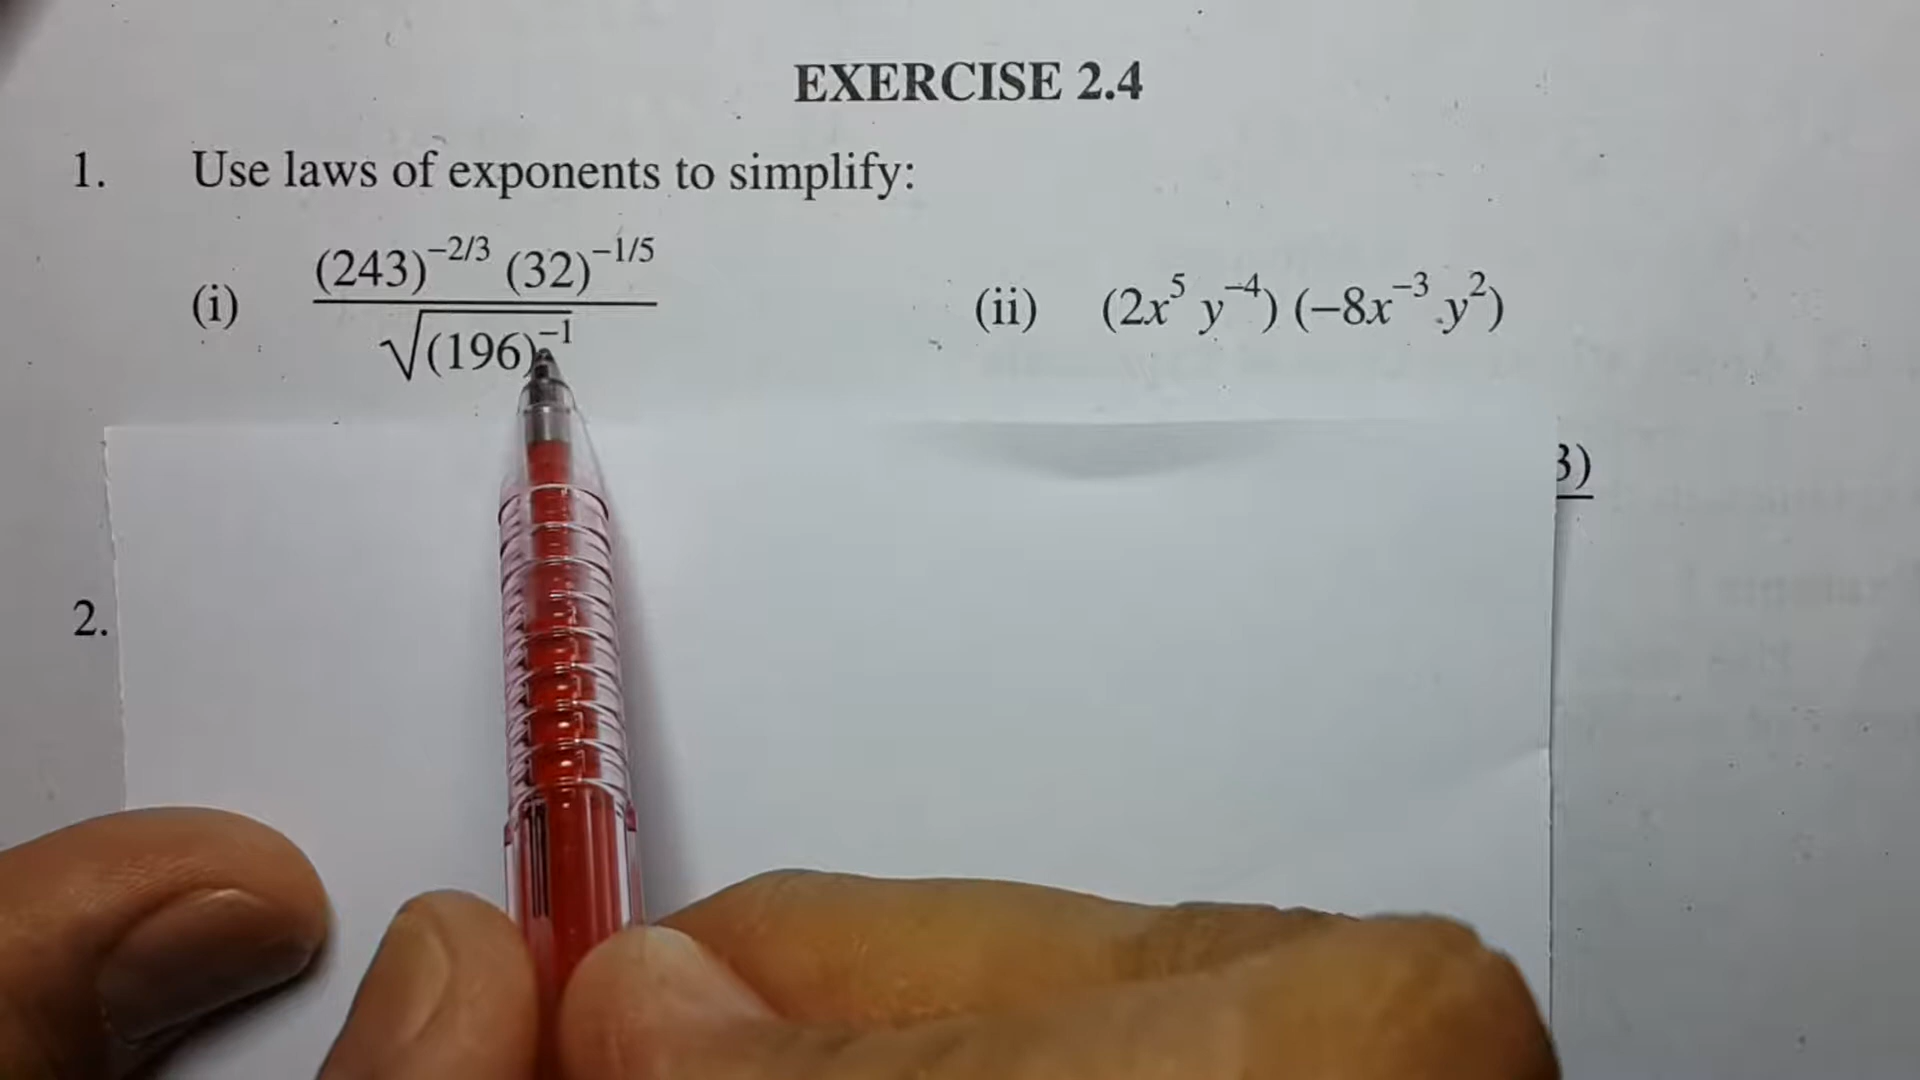 EXERCISE 2.4
1. Use laws of exponents to simplify:
(i) (243)^{-2/3} (32)^{-1/5} / √(196)^{-1} (ii) (2x^5 y^{-4}) (-8x^{-3} y^2)
3)
2.